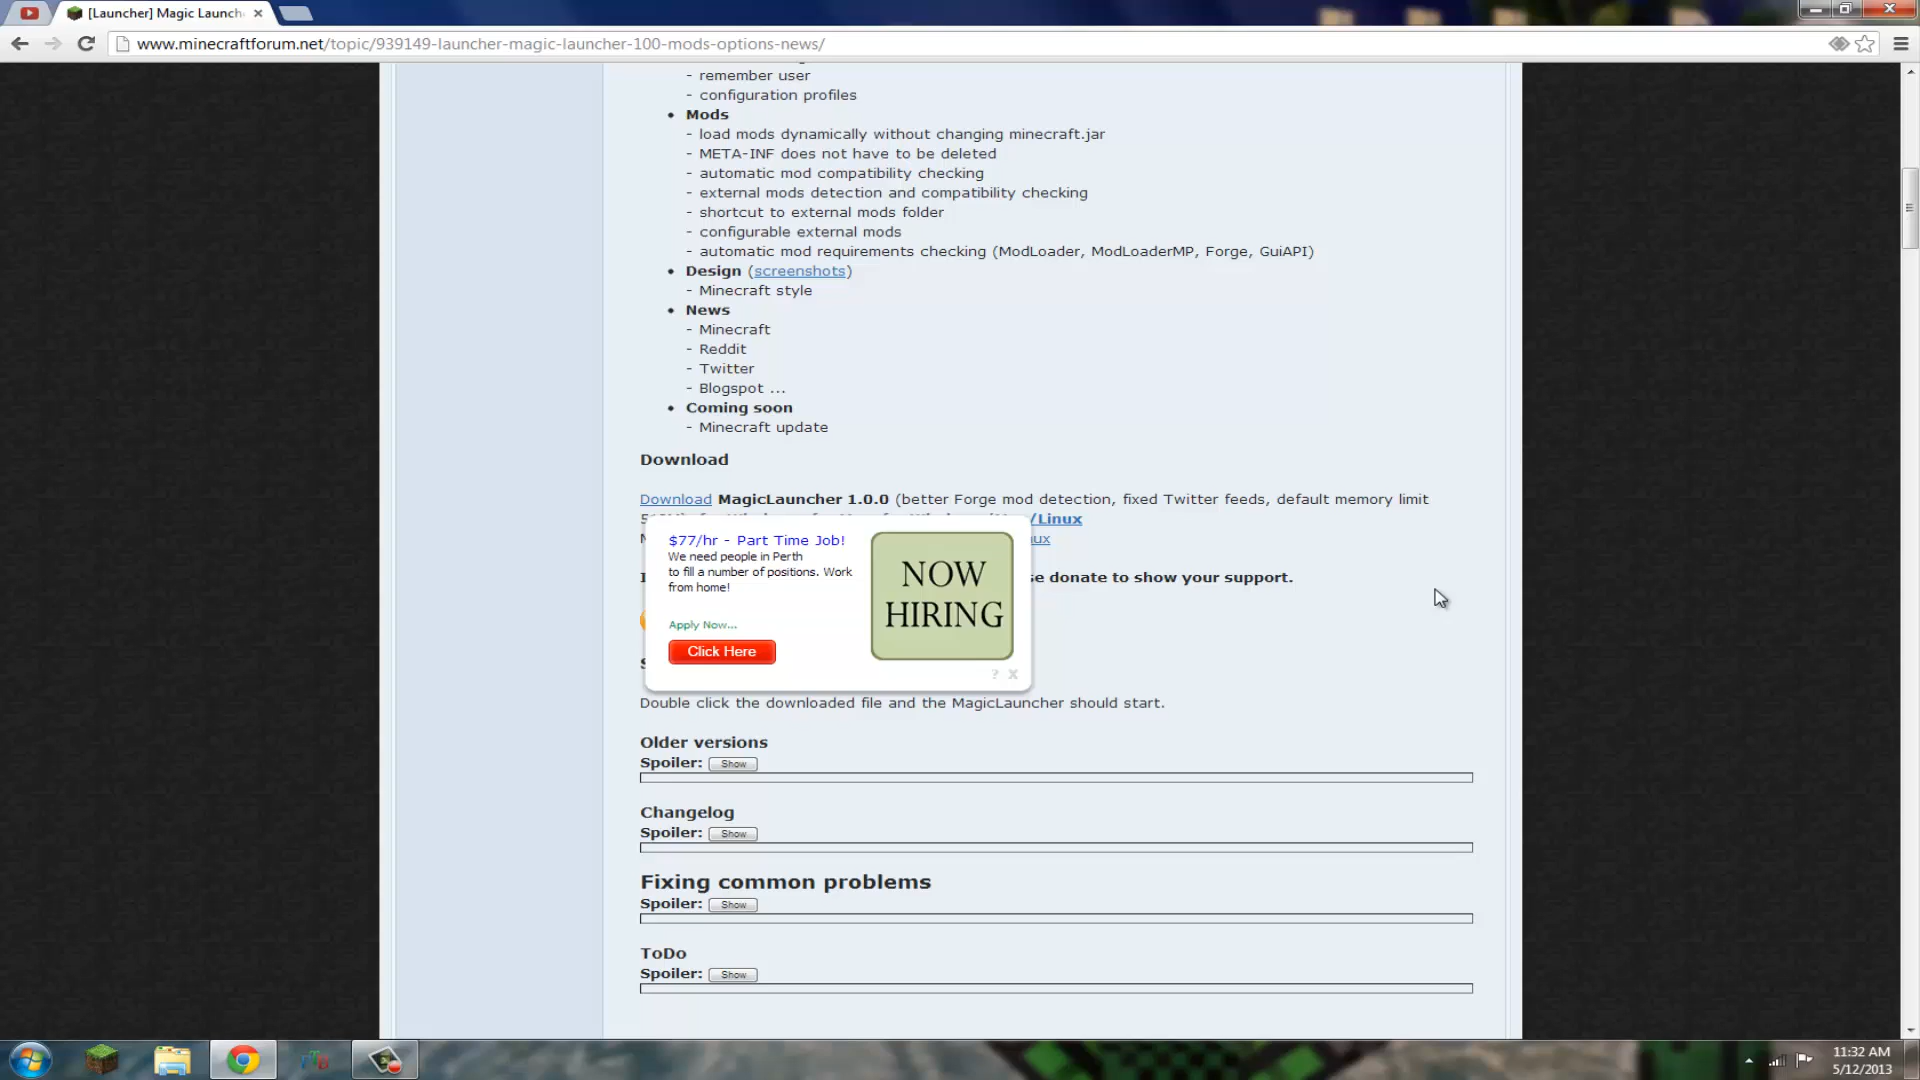 [Launcher] Magic Launch
www.minecraftforum.net/topic/939149-launcher-magic-launcher-100-mods-options-news/
- remember user
- configuration profiles
• Mods
- load mods dynamically without changing minecraft.jar
- META-INF does not have to be deleted
- automatic mod compatibility checking
- external mods detection and compatibility checking
- shortcut to external mods folder
- configurable external mods
- automatic mod requirements checking (ModLoader, ModLoaderMP, Forge, GuiAPI)
• Design (screenshots)
- Minecraft style
• News
- Minecraft
- Reddit
- Twitter
- Blogspot ...
• Coming soon
- Minecraft update
Download
Download MagicLauncher 1.0.0 (better Forge mod detection, fixed Twitter feeds, default memory limit
/Linux
$77/hr - Part Time Job!
We need people in Perth
to fill a number of positions. Work
from home!
Apply Now...
Click Here
NOW
HIRING
? X
donate to show your support.
Double click the downloaded file and the MagicLauncher should start.
Older versions
Spoiler: Show
Changelog
Spoiler: Show
Fixing common problems
Spoiler: Show
ToDo
Spoiler: Show
11:32 AM
5/12/2013